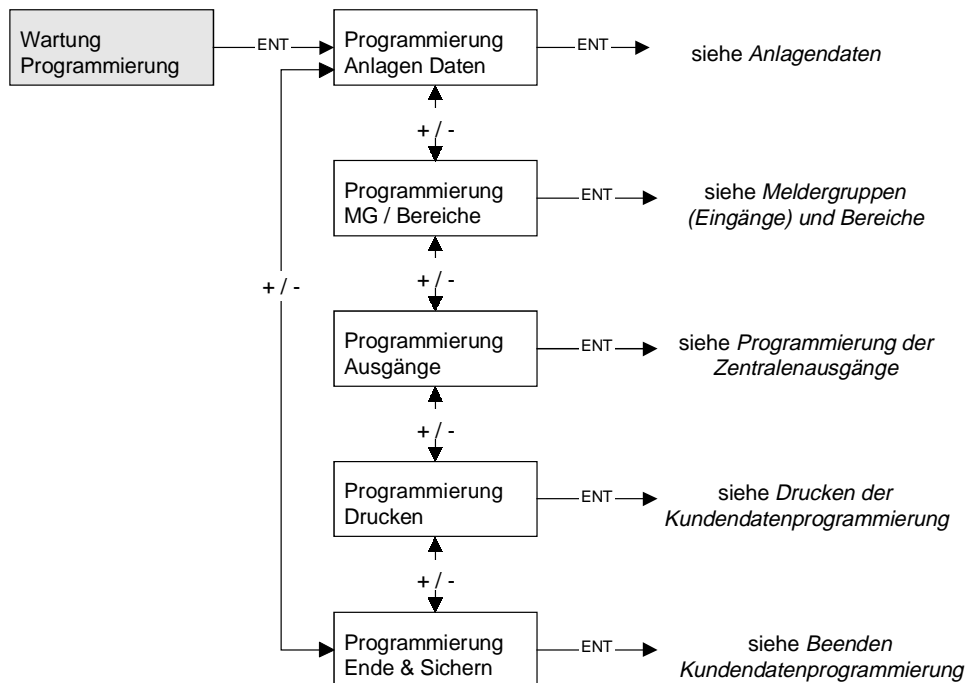 Wartung
Programmierung
ENT
Programmierung
Anlagen Daten
ENT
siehe Anlagendaten
+ / -
Programmierung
MG / Bereiche
ENT
siehe Meldergruppen
(Eingänge) und Bereiche
+ / -
+ / -
Programmierung
Ausgänge
ENT
siehe Programmierung der
Zentralenausgänge
+ / -
Programmierung
Drucken
ENT
siehe Drucken der
Kundendatenprogrammierung
+ / -
Programmierung
Ende & Sichern
ENT
siehe Beenden
Kundendatenprogrammierung